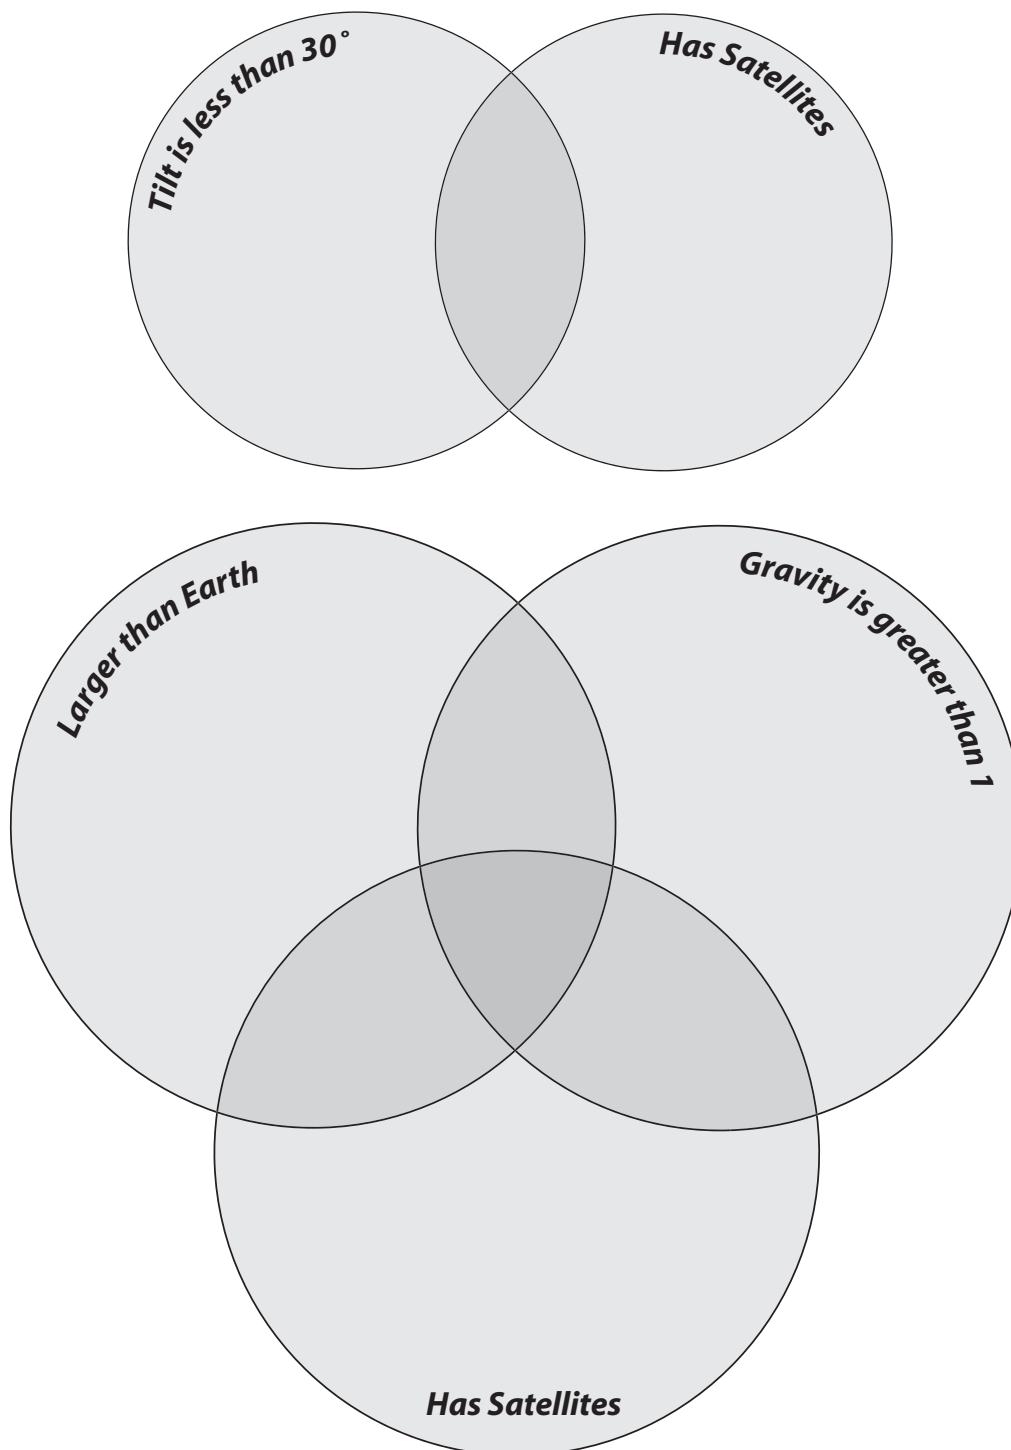 Tilt is less than 30°
Has Satellites
Larger than Earth
Gravity is greater than 1
Has Satellites